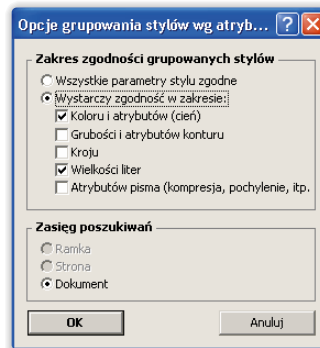 Opcje grupowania stylów wg atryb...
Zakres zgodności grupowanych stylów
Wszystkie parametry stylu zgodne
Wystarczy zgodność w zakresie:
Koloru i atrybutów (cień)
Grubości i atrybutów konturu
Kroju
Wielkości liter
Atrybutów pisma (kompresja, pochylenie, itp.
Zasięg poszukiwań
Ramka
Strona
Dokument
OK Anuluj